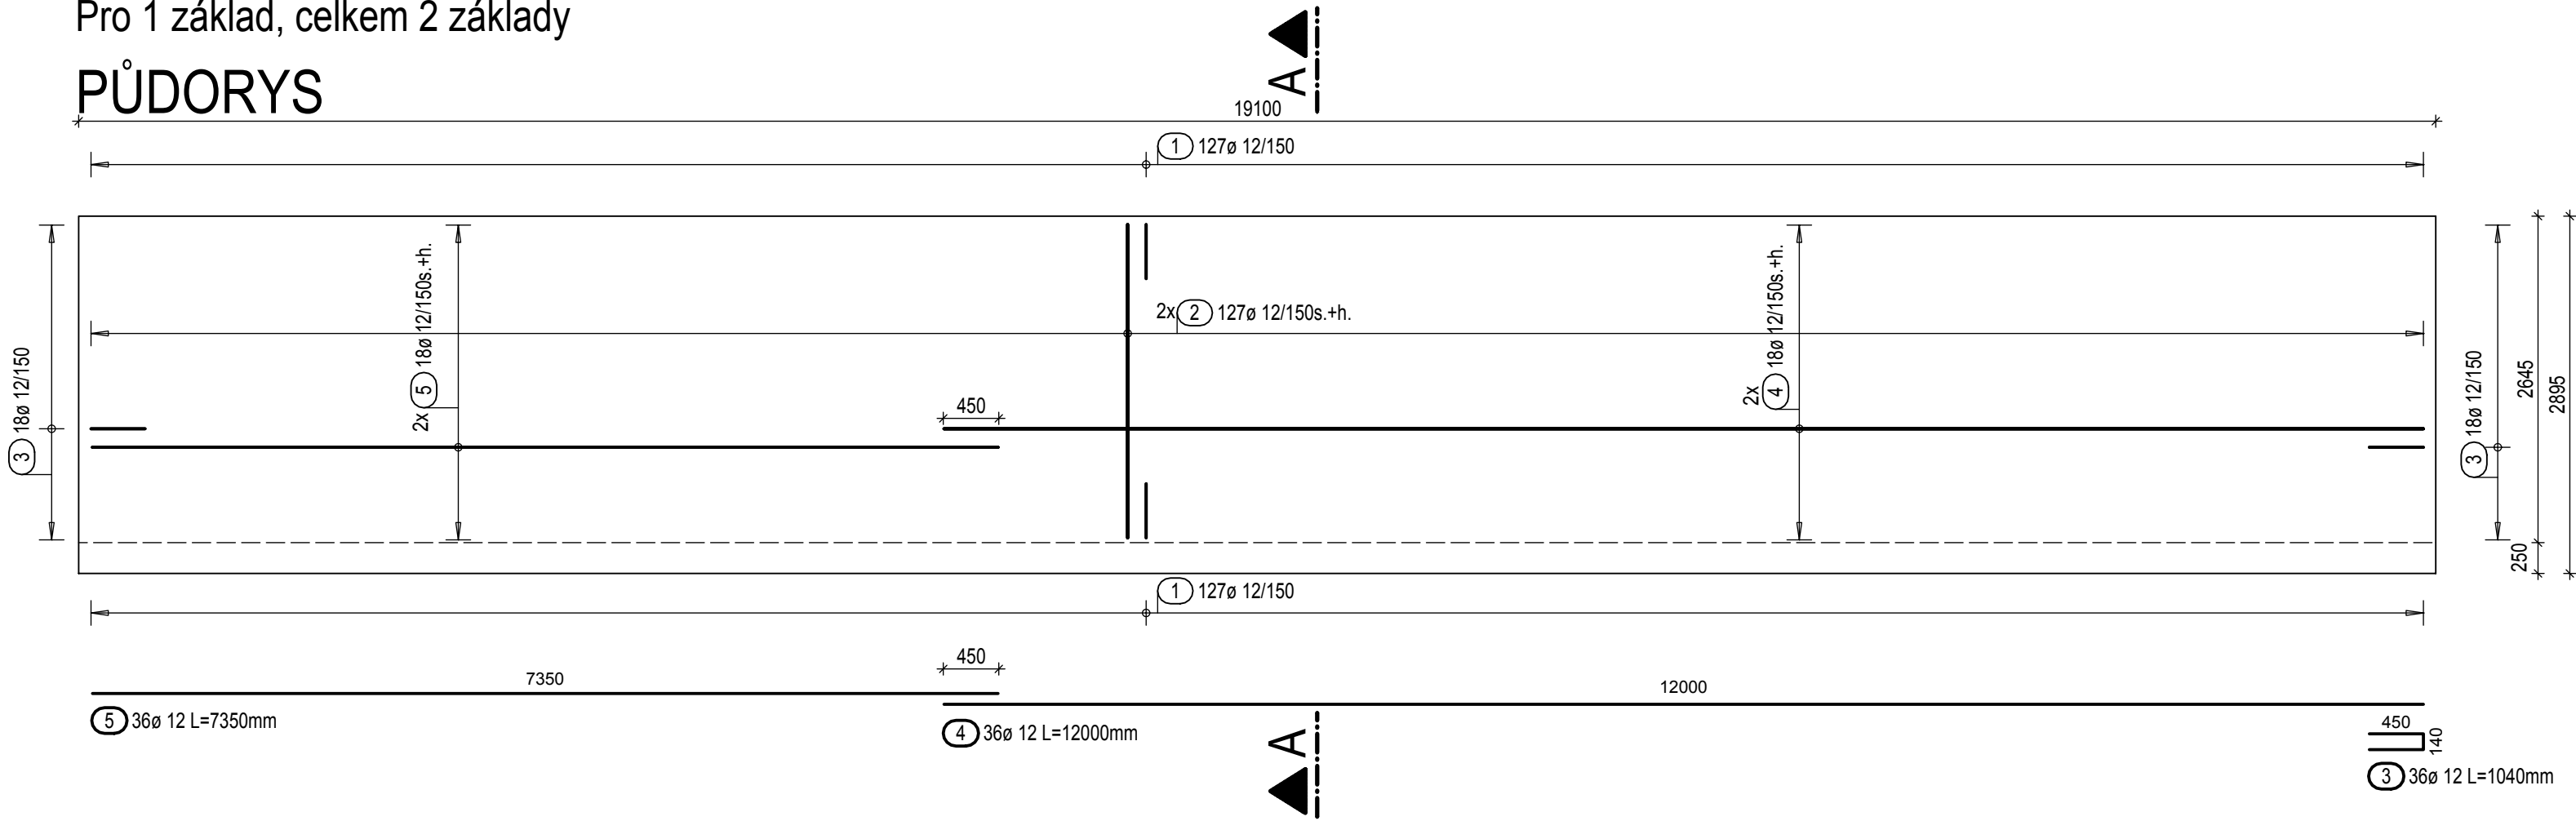 Pro 1 základ, celkem 2 základy
PŮDORYS
A
19100
1 127ø 12/150
3 18ø 12/150
2x 5 18ø 12/150s.+h.
2x 2 127ø 12/150s.+h.
450
2x 4 18ø 12/150s.+h.
3 18ø 12/150
2645
2895
250
1 127ø 12/150
450
7350
12000
5 36ø 12 L=7350mm
4 36ø 12 L=12000mm
A
450
140
3 36ø 12 L=1040mm